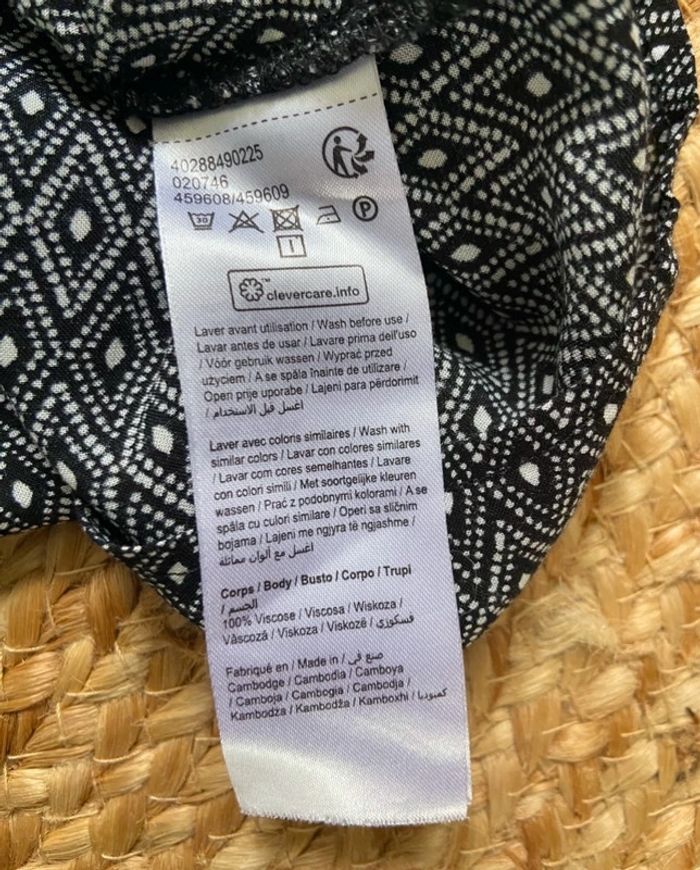 40288490225
020746
459608/459609
30
P
I
clevercare.info
Laver avant utilisation / Wash before use /
Lavar antes de usar / Lavare prima dell'uso
/ Vóór gebruik wassen / Wyprać przed
użyciem / A se spăla înainte de utilizare /
Operi prije uporabe / Lajeni para përdorimit
/ اغسل قبل الاستخدام
Laver avec coloris similaires / Wash with
similar colors / Lavar con colores similares
/ Lavar com cores semelhantes / Lavare
con colori simili / Met soortgelijke kleuren
wassen / Prać z podobnymi kolorami / A se
spăla cu culori similare / Operi sa sličnim
bojama / Lajeni me ngjyra të ngjashme /
اغسل مع ألوان مماثلة
Corps / Body / Busto / Corpo / Trupi
/ الجسم
100% Viscose / Viscosa / Wiskoza /
Vâscoză / Viskoza / Viskozë / فسكوزي
Fabriqué en / Made in / صنع في
Cambodge / Cambodia / Camboya
/ Camboja / Cambogia / Cambodja /
Kambodża / Kambodža / Kamboxhi / كمبوديا